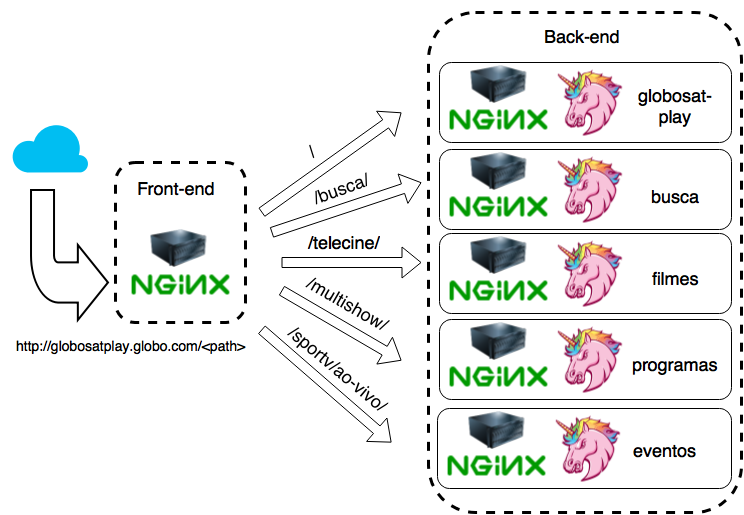 Back-end
NGiNX
globosat-
play
/
/busca/
NGiNX
busca
Front-end
NGiNX
/telecine/
NGiNX
filmes
/multishow/
NGiNX
programas
http://globosatplay.globo.com/<path>
/sportv/ao-vivo/
NGiNX
eventos